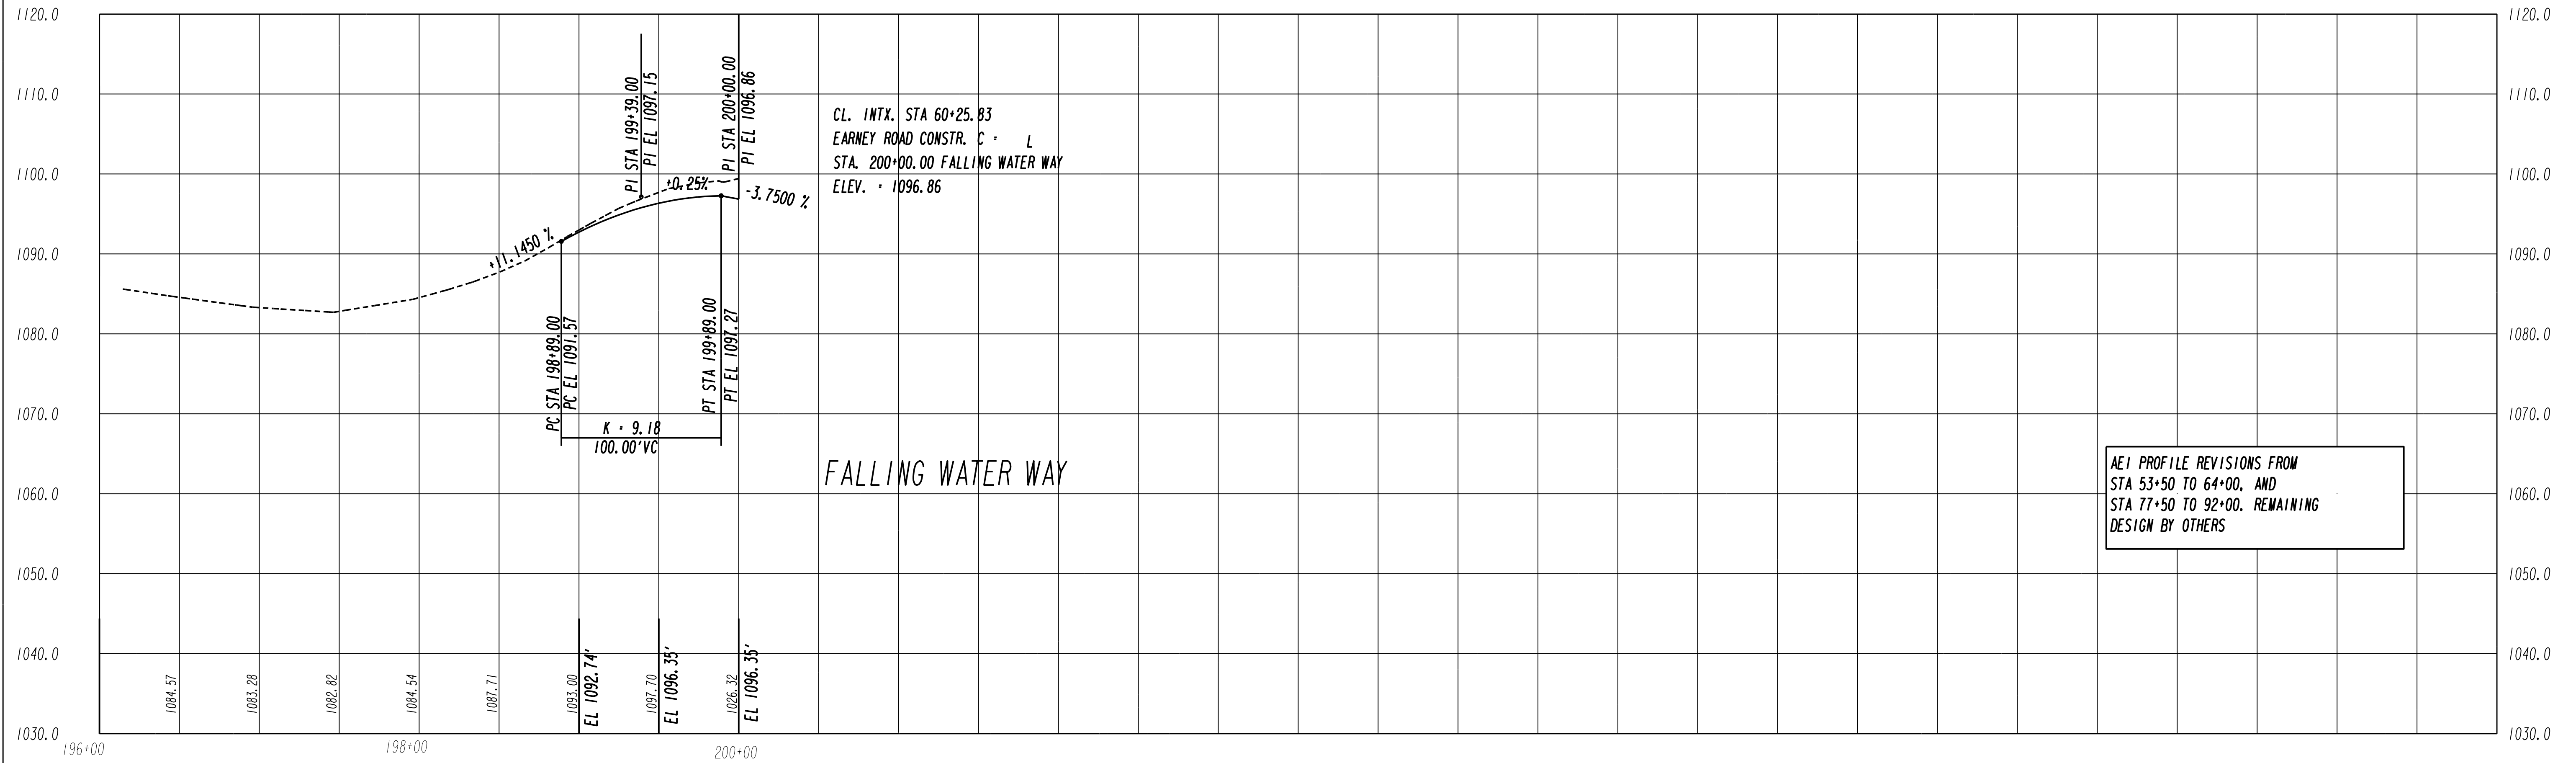 1120.0
1110.0
1100.0
1090.0
1080.0
1070.0
1060.0
1050.0
1040.0
1030.0
PI STA 199+39.00
PI EL 1097.15
PI STA 200+00.00
PI EL 1096.86
CL. INTX. STA 60+25.83
EARNEY ROAD CONSTR. C = L
STA. 200+00.00 FALLING WATER WAY
ELEV. = 1096.86
+11.1450 %
+0.25%
-3.7500 %
PC STA 198+89.00
PC EL 1091.57
PT STA 199+89.00
PT EL 1097.27
K = 9.18
100.00'VC
FALLING WATER WAY
AEI PROFILE REVISIONS FROM
STA 53+50 TO 64+00, AND
STA 77+50 TO 92+00. REMAINING
DESIGN BY OTHERS
1084.57
1083.28
1082.82
1084.54
1087.71
1093.00
EL 1092.74'
1097.70
EL 1096.35'
1026.32
EL 1096.35'
196+00
198+00
200+00
1120.0
1110.0
1100.0
1090.0
1080.0
1070.0
1060.0
1050.0
1040.0
1030.0